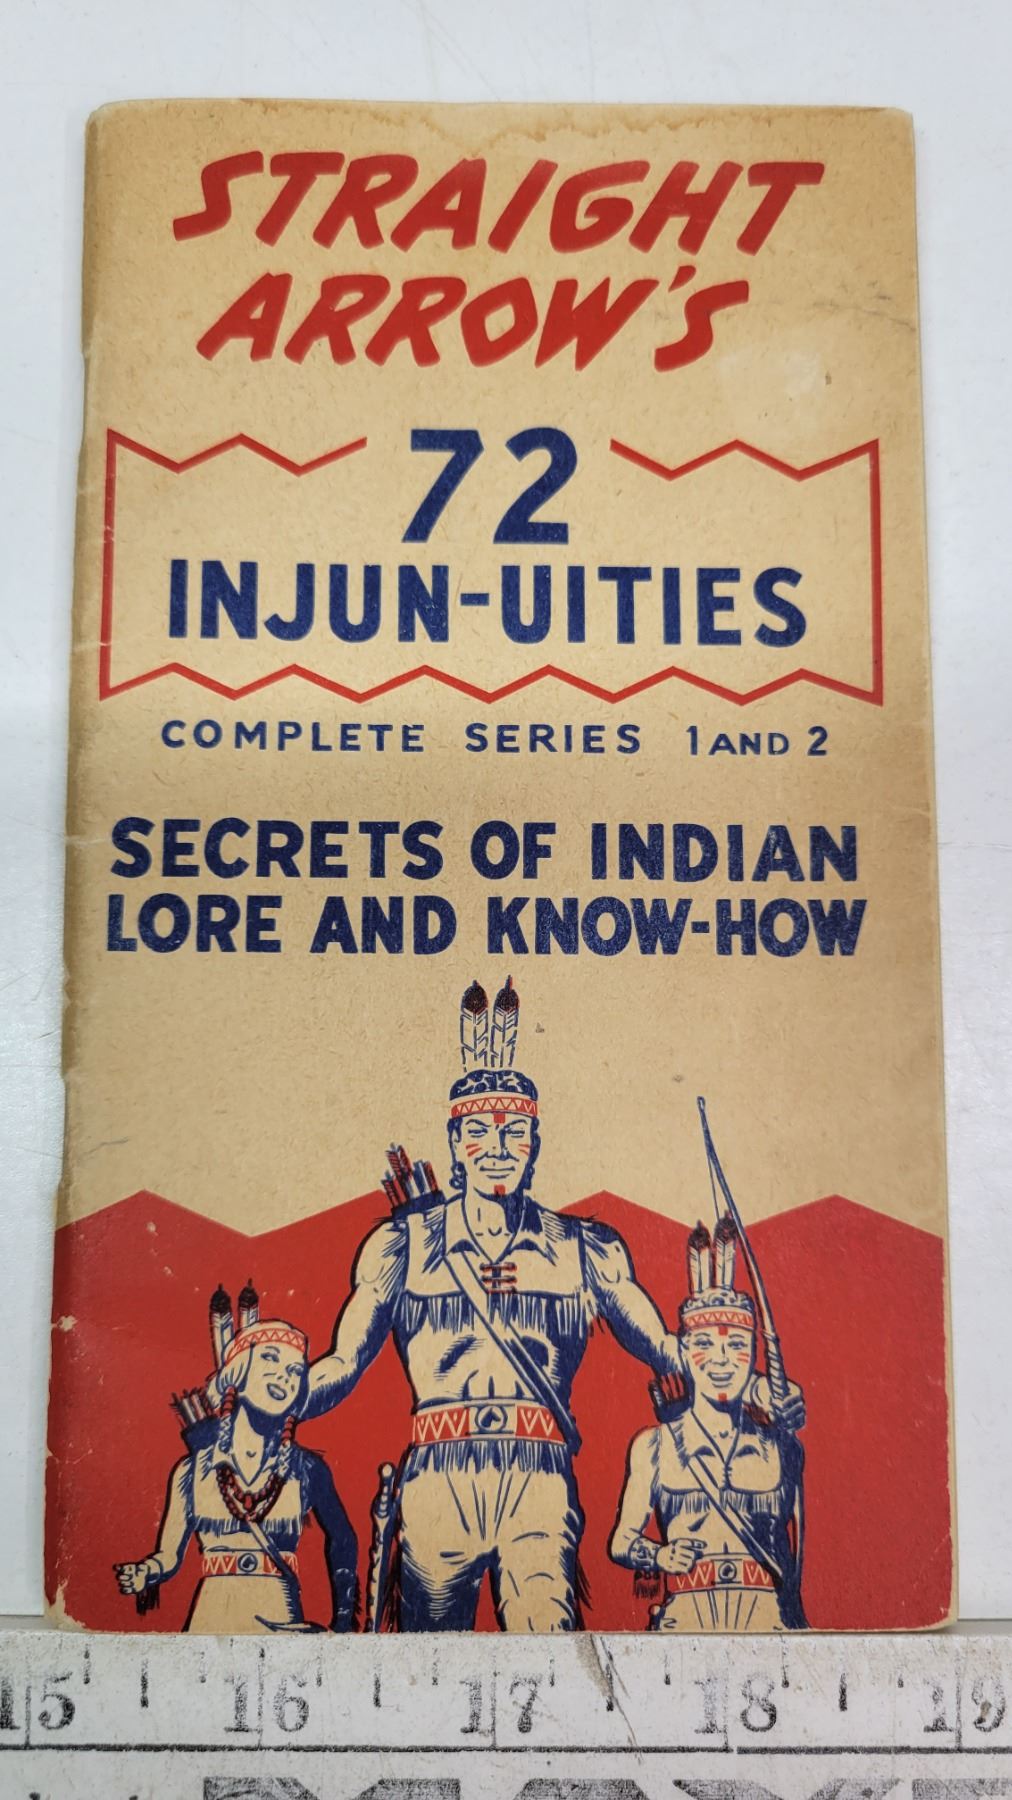 STRAIGHT
ARROW'S
72
INJUN-UITIES
COMPLETE SERIES 1 AND 2
SECRETS OF INDIAN
LORE AND KNOW-HOW
15 16 17 18 19